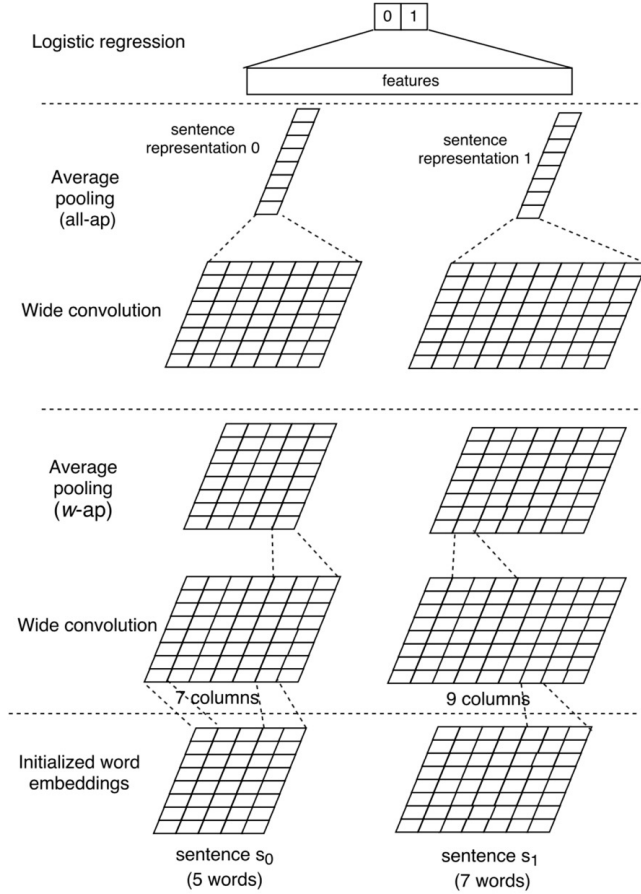 0 1
Logistic regression
features
sentence
representation 0
sentence
representation 1
Average
pooling
(all-ap)
Wide convolution
Average
pooling
(w-ap)
Wide convolution
7 columns
9 columns
Initialized word
embeddings
sentence s0
(5 words)
sentence s1
(7 words)